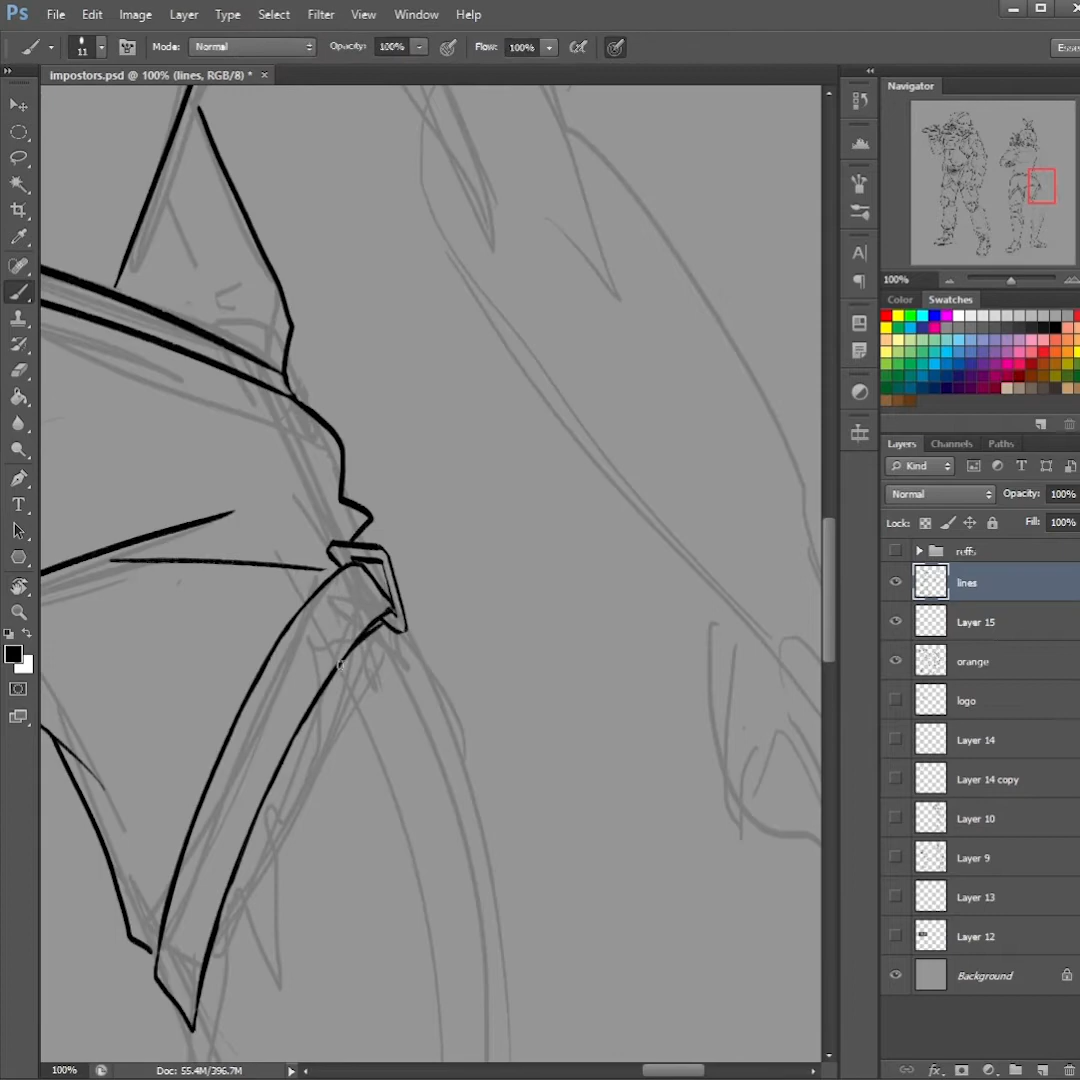 Ps File Edit Image Layer Type Select Filter View Window Help
11 Mode: Normal Opacity: 100% Flow: 100%
impostors.psd @ 100% (lines, RGB/8) * ×
Navigator
100%
Color Swatches
Layers Channels Paths
Kind
Normal Opacity: 100%
Lock: Fill: 100%
reffs
lines
Layer 15
orange
logo
Layer 14
Layer 14 copy
Layer 10
Layer 9
Layer 13
Layer 12
Background
100% Doc: 55.4M/396.7M